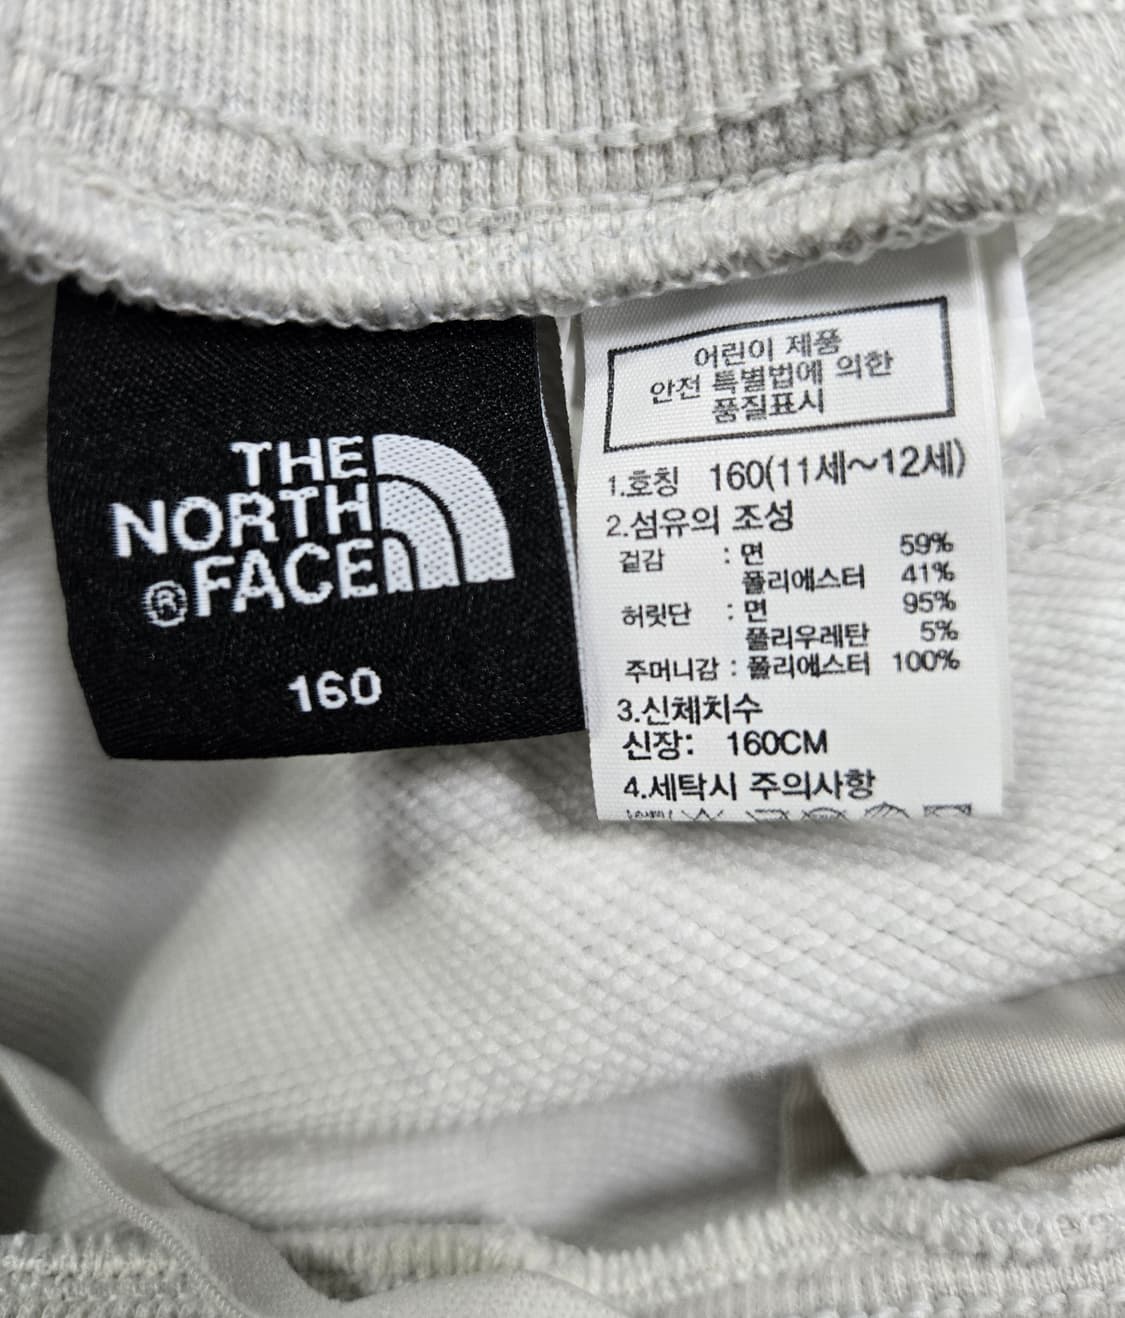 THE
NORTH
®FACE
160
어린이 제품
안전 특별법에 의한
품질표시
1.호칭 160(11세~12세)
2.섬유의 조성
겉감 : 면 59%
폴리에스터 41%
허릿단 : 면 95%
폴리우레탄 5%
주머니감 : 폴리에스터 100%
3.신체치수
신장: 160CM
4.세탁시 주의사항